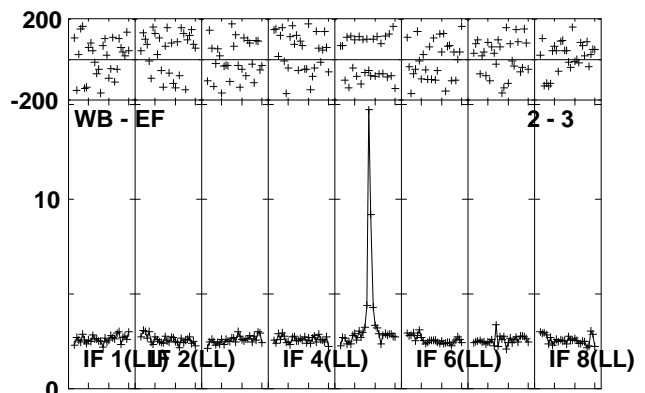 200
-200
WB - EF 2 - 3
10
IF 1(LL) IF 2(LL) IF 4(LL) IF 6(LL) IF 8(LL)
0